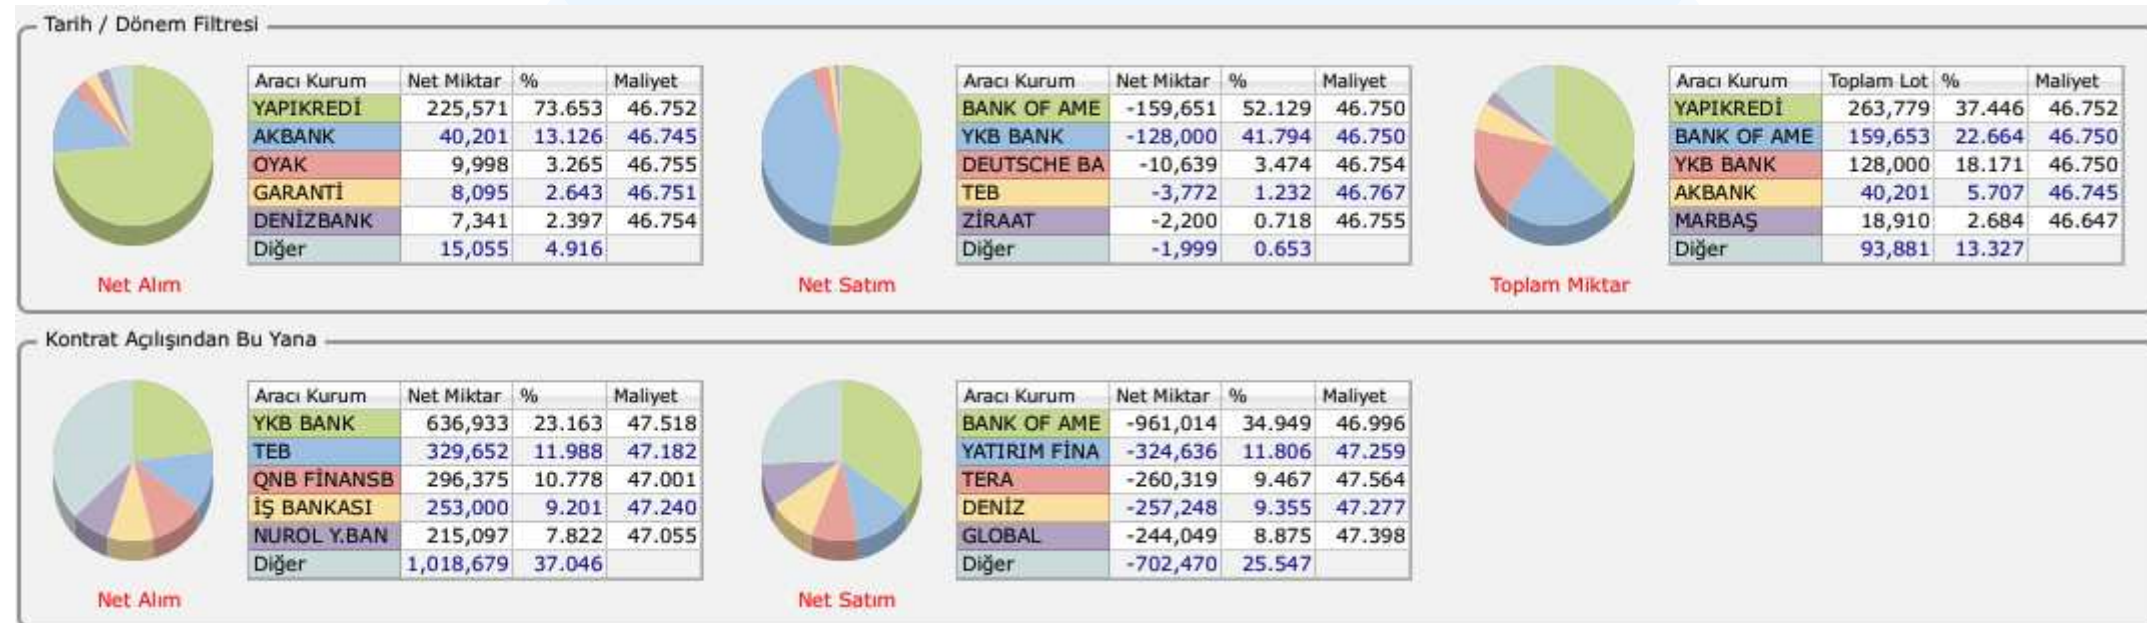 Tarih / Dönem Filtresi
Aracı Kurum Net Miktar % Maliyet
YAPIKREDİ 225,571 73.653 46.752
AKBANK 40,201 13.126 46.745
OYAK 9,998 3.265 46.755
GARANTİ 8,095 2.643 46.751
DENİZBANK 7,341 2.397 46.754
Diğer 15,055 4.916
Net Alım
Aracı Kurum Net Miktar % Maliyet
BANK OF AME -159,651 52.129 46.750
YKB BANK -128,000 41.794 46.750
DEUTSCHE BA -10,639 3.474 46.754
TEB -3,772 1.232 46.767
ZİRAAT -2,200 0.718 46.755
Diğer -1,999 0.653
Net Satım
Aracı Kurum Toplam Lot % Maliyet
YAPIKREDİ 263,779 37.446 46.752
BANK OF AME 159,653 22.664 46.750
YKB BANK 128,000 18.171 46.750
AKBANK 40,201 5.707 46.745
MARBAŞ 18,910 2.684 46.647
Diğer 93,881 13.327
Toplam Miktar
Kontrat Açılışından Bu Yana
Aracı Kurum Net Miktar % Maliyet
YKB BANK 636,933 23.163 47.518
TEB 329,652 11.988 47.182
QNB FİNANSB 296,375 10.778 47.001
İŞ BANKASI 253,000 9.201 47.240
NUROL Y.BAN 215,097 7.822 47.055
Diğer 1,018,679 37.046
Net Alım
Aracı Kurum Net Miktar % Maliyet
BANK OF AME -961,014 34.949 46.996
YATIRIM FİNA -324,636 11.806 47.259
TERA -260,319 9.467 47.564
DENİZ -257,248 9.355 47.277
GLOBAL -244,049 8.875 47.398
Diğer -702,470 25.547
Net Satım